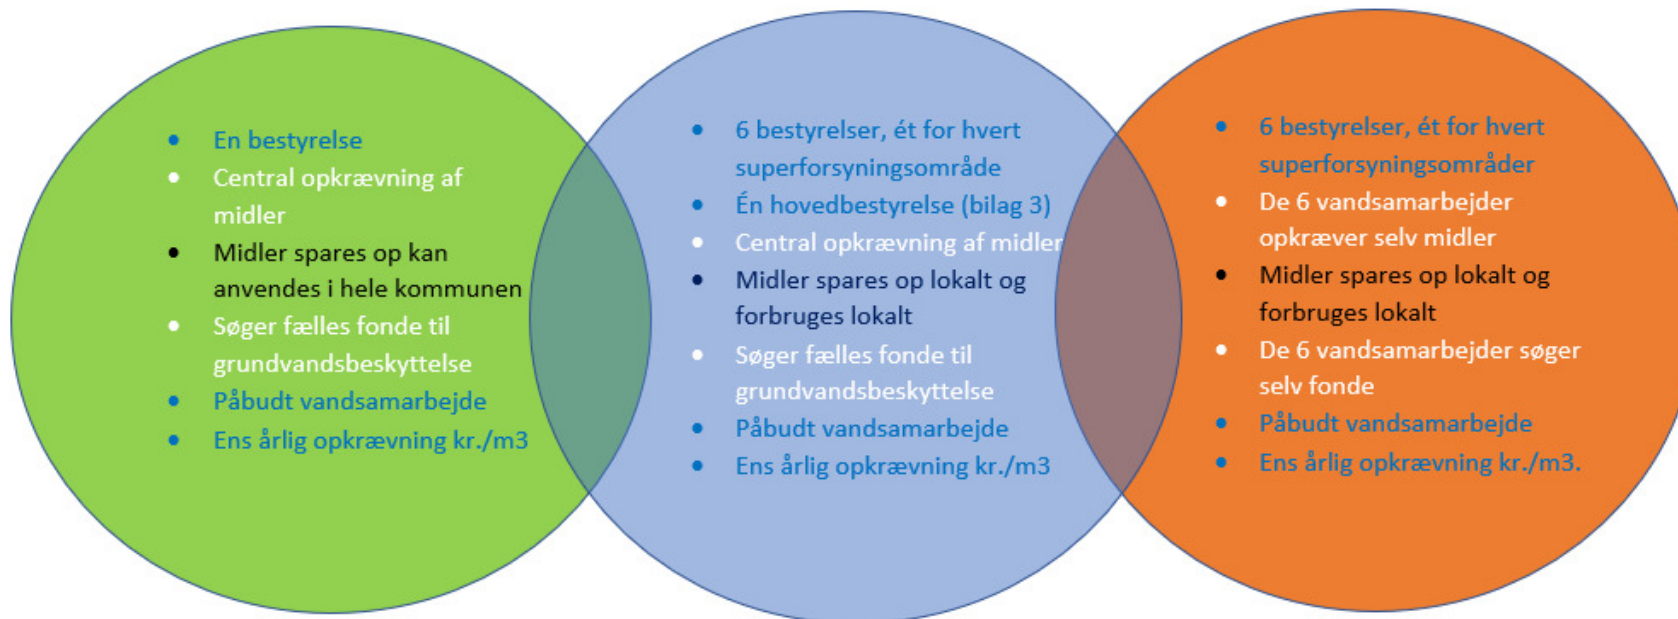 • En bestyrelse
• Central opkrævning af
midler
• Midler spares op kan
anvendes i hele kommunen
• Søger fælles fonde til
grundvandsbeskyttelse
• Påbudt vandsamarbejde
• Ens årlig opkrævning kr./m3
• 6 bestyrelser, ét for hvert
superforsyningsområde
• Én hovedbestyrelse (bilag 3)
• Central opkrævning af midler
• Midler spares op lokalt og
forbruges lokalt
• Søger fælles fonde til
grundvandsbeskyttelse
• Påbudt vandsamarbejde
• Ens årlig opkrævning kr./m3
• 6 bestyrelser, ét for hvert
superforsyningsområder
• De 6 vandsamarbejder
opkræver selv midler
• Midler spares op lokalt og
forbruges lokalt
• De 6 vandsamarbejder søger
selv fonde
• Påbudt vandsamarbejde
• Ens årlig opkrævning kr./m3.